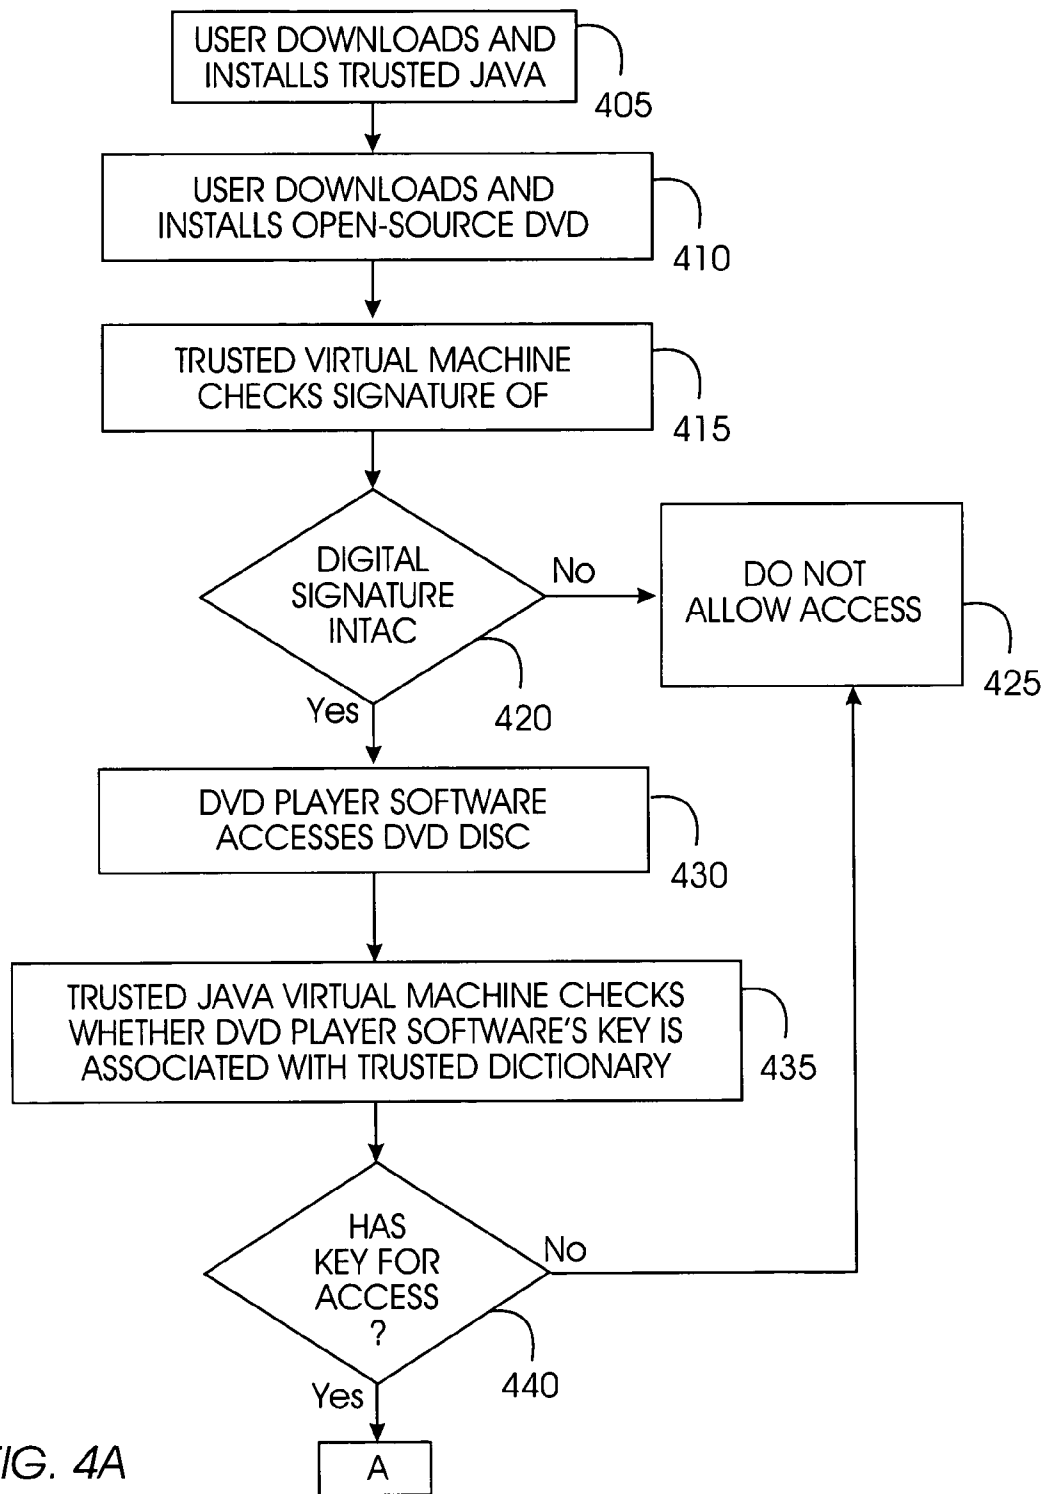 USER DOWNLOADS AND
INSTALLS TRUSTED JAVA
405
USER DOWNLOADS AND
INSTALLS OPEN-SOURCE DVD
410
TRUSTED VIRTUAL MACHINE
CHECKS SIGNATURE OF
415
DIGITAL
SIGNATURE
INTAC
No
420
Yes
DO NOT
ALLOW ACCESS
425
DVD PLAYER SOFTWARE
ACCESSES DVD DISC
430
TRUSTED JAVA VIRTUAL MACHINE CHECKS
WHETHER DVD PLAYER SOFTWARE'S KEY IS
ASSOCIATED WITH TRUSTED DICTIONARY
435
HAS
KEY FOR
ACCESS
?
No
440
Yes
A
IG. 4A